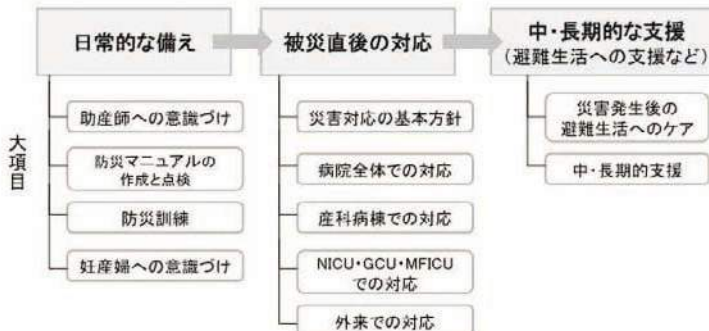 日常的な備え
被災直後の対応
中・長期的な支援
(避難生活への支援など)
大項目
助産師への意識づけ
防災マニュアルの
作成と点検
防災訓練
妊産婦への意識づけ
災害対応の基本方針
病院全体での対応
産科病棟での対応
NICU・GCU・MFICU
での対応
外来での対応
災害発生後の
避難生活へのケア
中・長期的支援